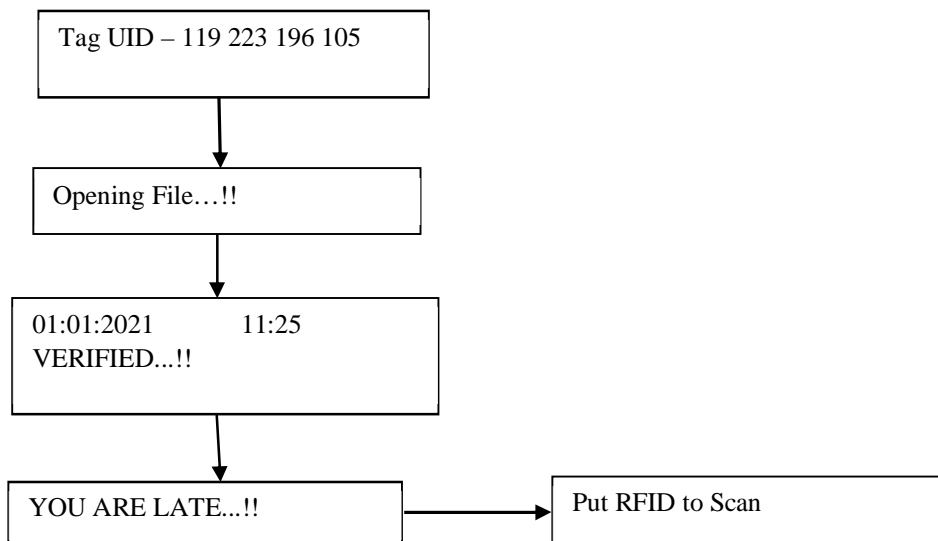 Tag UID – 119 223 196 105
Opening File…!!
01:01:2021 11:25
VERIFIED...!!
YOU ARE LATE...!!
Put RFID to Scan